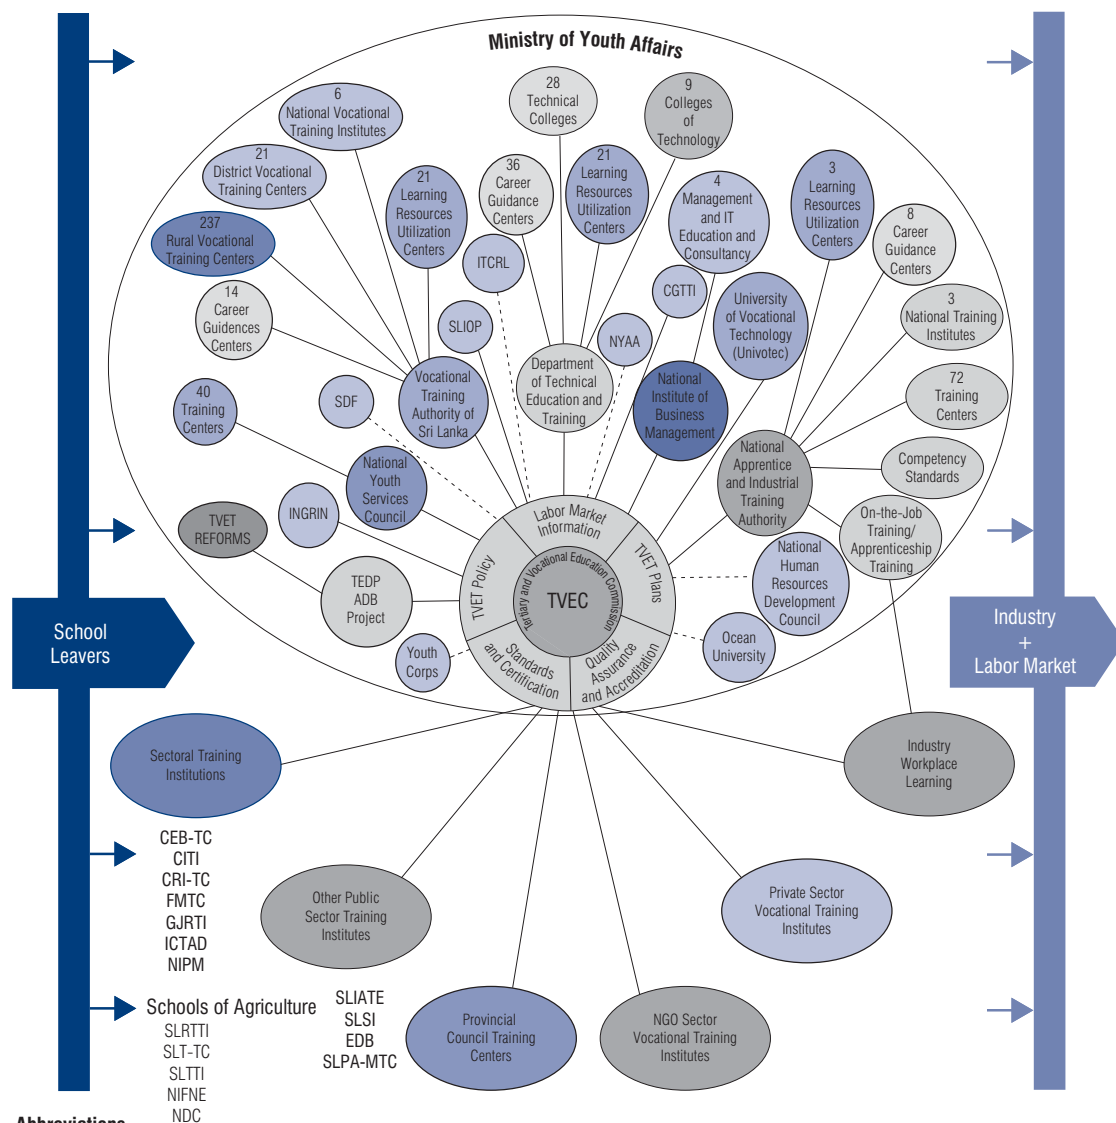 Ministry of Youth Affairs
6
National Vocational
Training Institutes
28
Technical
Colleges
9
Colleges
of
Technology
21
District Vocational
Training Centers
21
Learning
Resources
Utilization
Centers
36
Career
Guidance
Centers
21
Learning
Resources
Utilization
Centers
4
Management
and IT
Education and
Consultancy
3
Learning
Resources
Utilization
Centers
8
Career
Guidance
Centers
237
Rural Vocational
Training Centers
ITCRL
CGTTI
14
Career
Guidences
Centers
SLIOP
NYAA
University
of Vocational
Technology
(Univotec)
3
National Training
Institutes
40
Training
Centers
SDF
Vocational
Training
Authority of
Sri Lanka
Department
of Technical
Education and
Training
National
Institute of
Business
Management
72
Training
Centers
National
Youth
Services
Council
National
Apprentice
and Industrial
Training
Authority
Competency
Standards
TVET
REFORMS
INGRIN
On-the-Job
Training/
Apprenticeship
Training
TEDP
ADB
Project
National
Human
Resources
Development
Council
Youth
Corps
Ocean
University
Labor Market
Information
TVET Policy
TVET Plans
Tertiary and Vocational Education Commission
TVEC
Standards
and Certification
Quality
Assurance
and Accreditation
School
Leavers
Industry
+
Labor Market
Sectoral Training
Institutions
Industry
Workplace
Learning
CEB-TC
CITI
CRI-TC
FMTC
GJRTI
ICTAD
NIPM
Other Public
Sector Training
Institutes
Private Sector
Vocational Training
Institutes
Schools of Agriculture
SLRTTI
SLT-TC
SLTTI
NIFNE
NDC
SLIATE
SLSI
EDB
SLPA-MTC
Provincial
Council Training
Centers
NGO Sector
Vocational Training
Institutes
Abbreviations